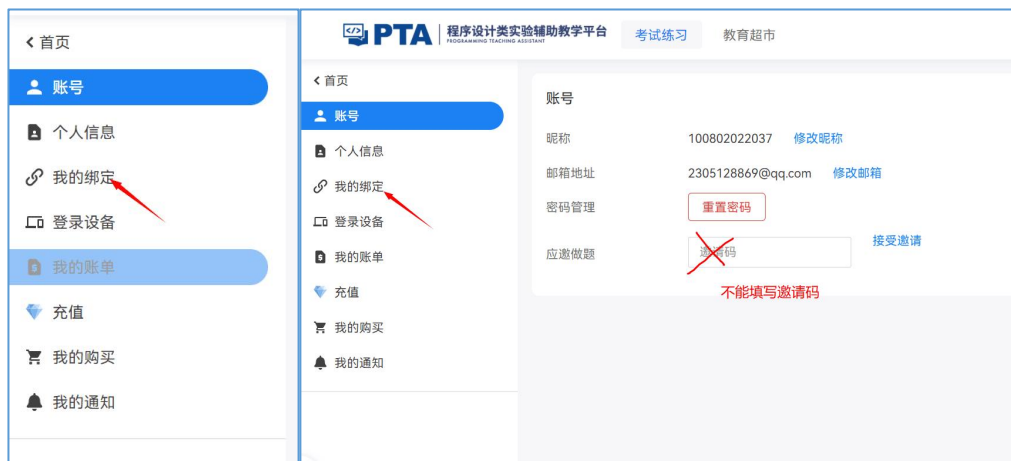 首页
账号
个人信息
我的绑定
登录设备
我的账单
充值
我的购买
我的通知
PTA 程序设计类实验辅助教学平台
PROGRAMMING TEACHING ASSISTANT
考试练习 教育超市
首页
账号
个人信息
我的绑定
登录设备
我的账单
充值
我的购买
我的通知
账号
昵称 100802022037 修改昵称
邮箱地址 2305128869@qq.com 修改邮箱
密码管理 重置密码
应邀做题 邀请码 接受邀请
不能填写邀请码